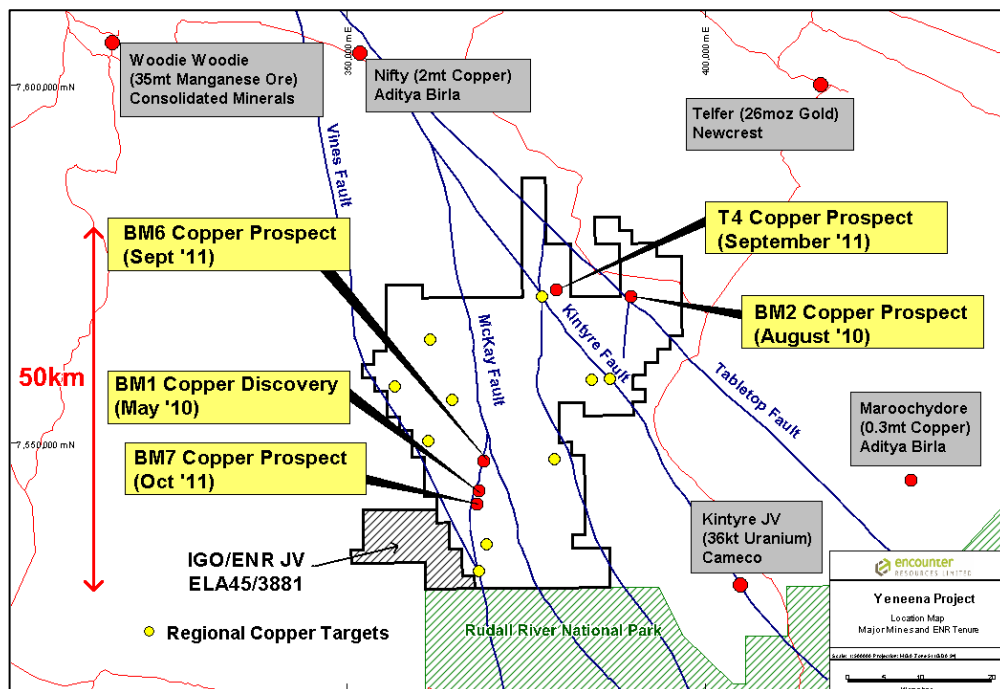 350,000 m E
400,000 m E
7,600,000 mN
7,550,000 mN
Woodie Woodie
(35mt Manganese Ore)
Consolidated Minerals
Nifty (2mt Copper)
Aditya Birla
Telfer (26moz Gold)
Newcrest
Vines Fault
BM6 Copper Prospect
(Sept '11)
T4 Copper Prospect
(September '11)
BM2 Copper Prospect
(August '10)
McKay Fault
Kintyre Fault
Tabletop Fault
50km
BM1 Copper Discovery
(May '10)
BM7 Copper Prospect
(Oct '11)
Maroochydore
(0.3mt Copper)
Aditya Birla
Kintyre JV
(36kt Uranium)
Cameco
IGO/ENR JV
ELA45/3881
Regional Copper Targets
Rudall River National Park
encounter
RESOURCES LIMITED
Yeneena Project
Location Map
Major Mines and ENR Tenure
0 5 10 20